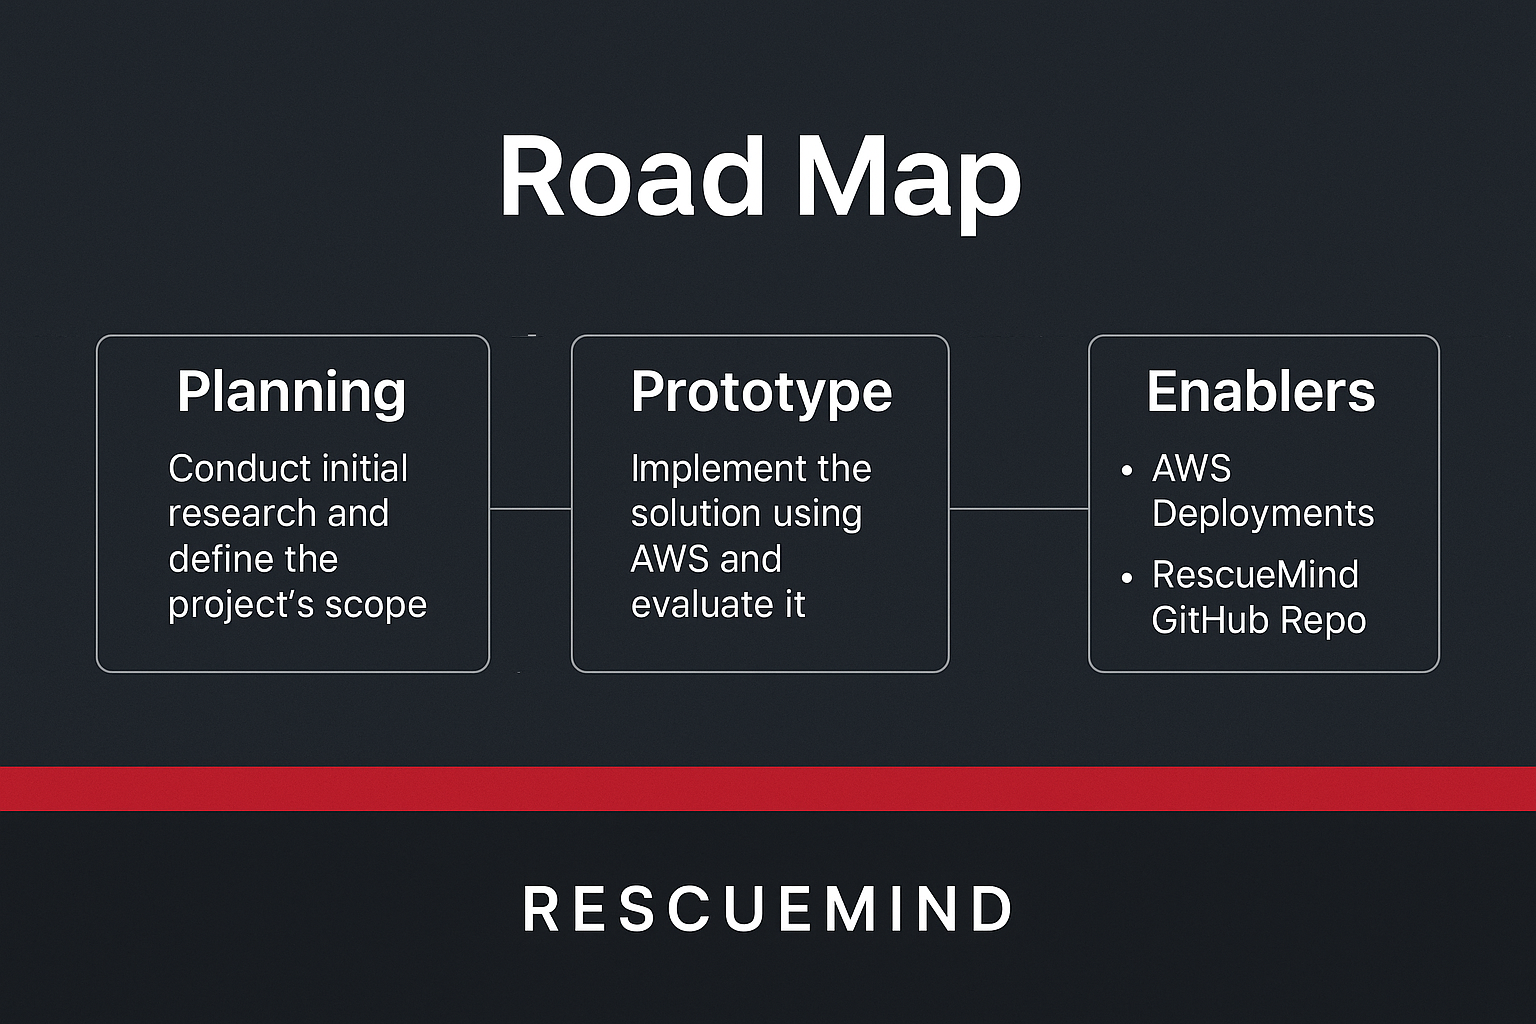 Road Map
Planning
Conduct initial
research and
define the
project’s scope
Prototype
Implement the
solution using
AWS and
evaluate it
Enablers
• AWS
Deployments
• RescueMind
GitHub Repo
RESCUEMIND